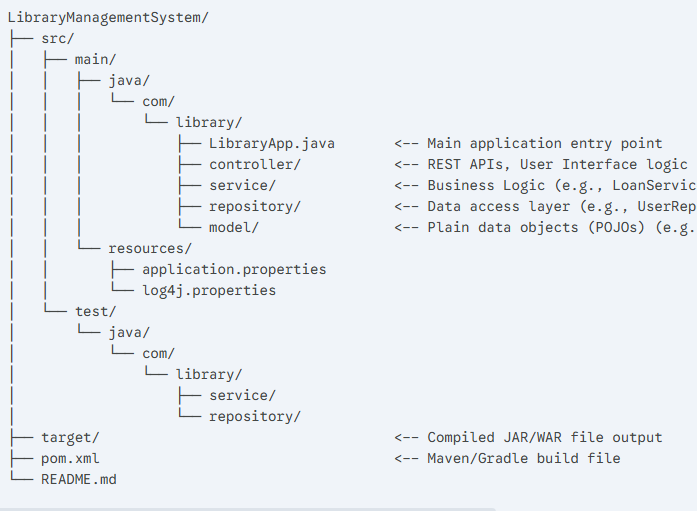 LibraryManagementSystem/
├── src/
│   ├── main/
│   │   ├── java/
│   │   │   └── com/
│   │   │       └── library/
│   │   │           ├── LibraryApp.java       <-- Main application entry point
│   │   │           ├── controller/           <-- REST APIs, User Interface logic
│   │   │           ├── service/              <-- Business Logic (e.g., LoanServic
│   │   │           ├── repository/           <-- Data access layer (e.g., UserRep
│   │   │           └── model/                <-- Plain data objects (POJOs) (e.g.
│   │   └── resources/
│   │       ├── application.properties
│   │       └── log4j.properties
│   └── test/
│       └── java/
│           └── com/
│               └── library/
│                   ├── service/
│                   └── repository/
├── target/                                   <-- Compiled JAR/WAR file output
├── pom.xml                                   <-- Maven/Gradle build file
└── README.md